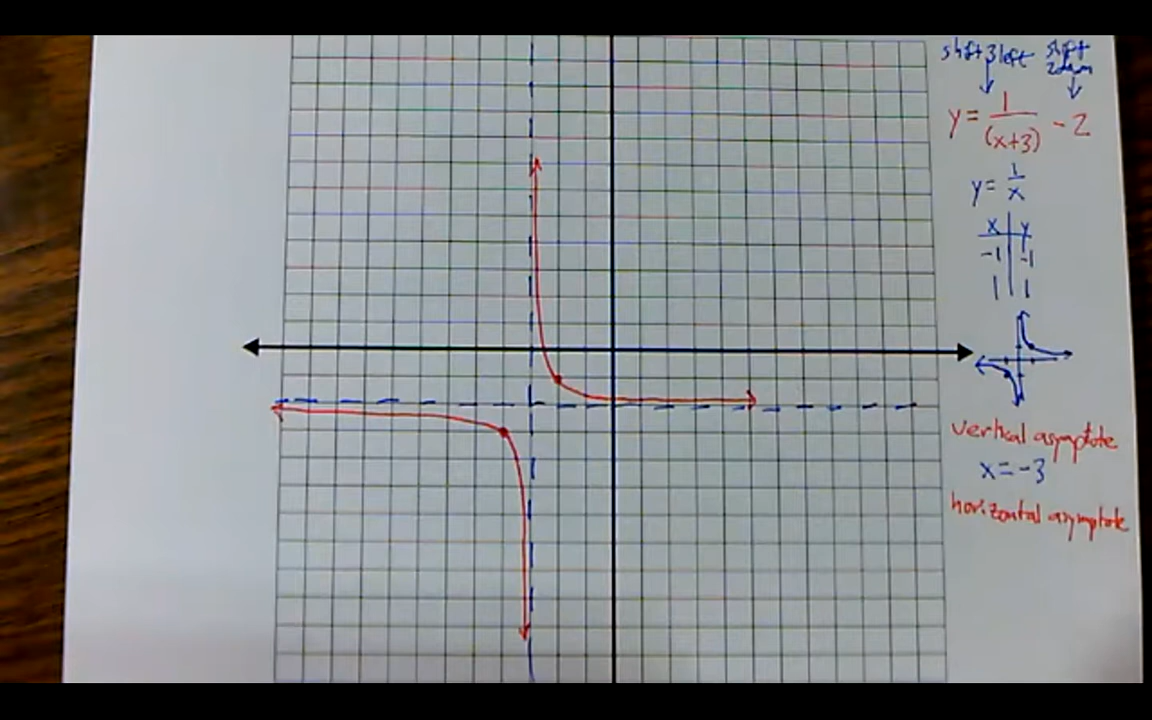 shift 3 left shift 2 down
y = 1/(x+3) - 2
y = 1/x
x y
-1 -1
1 1
vertical asymptote
x = -3
horizontal asymptote